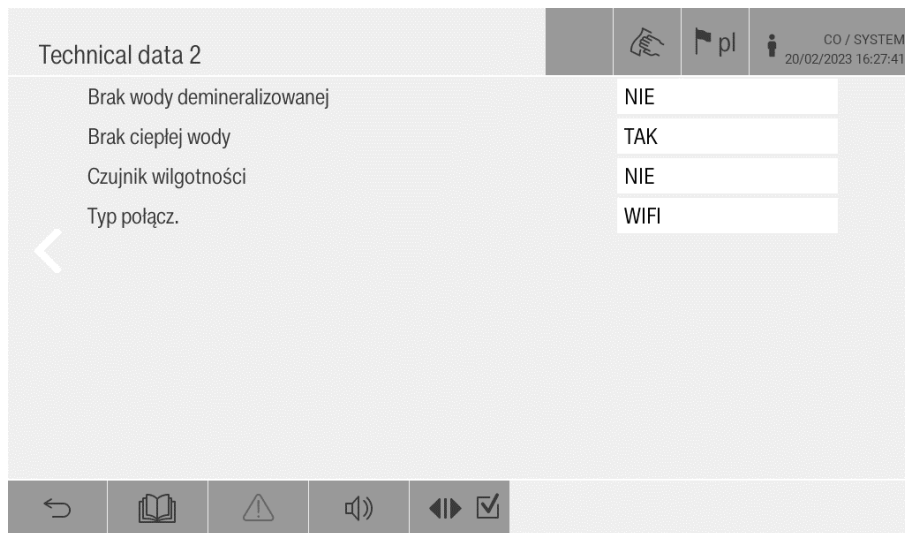 Technical data 2
pl
CO / SYSTEM
20/02/2023 16:27:41
Brak wody demineralizowanej NIE
Brak ciepłej wody TAK
Czujnik wilgotności NIE
Typ połącz. WIFI